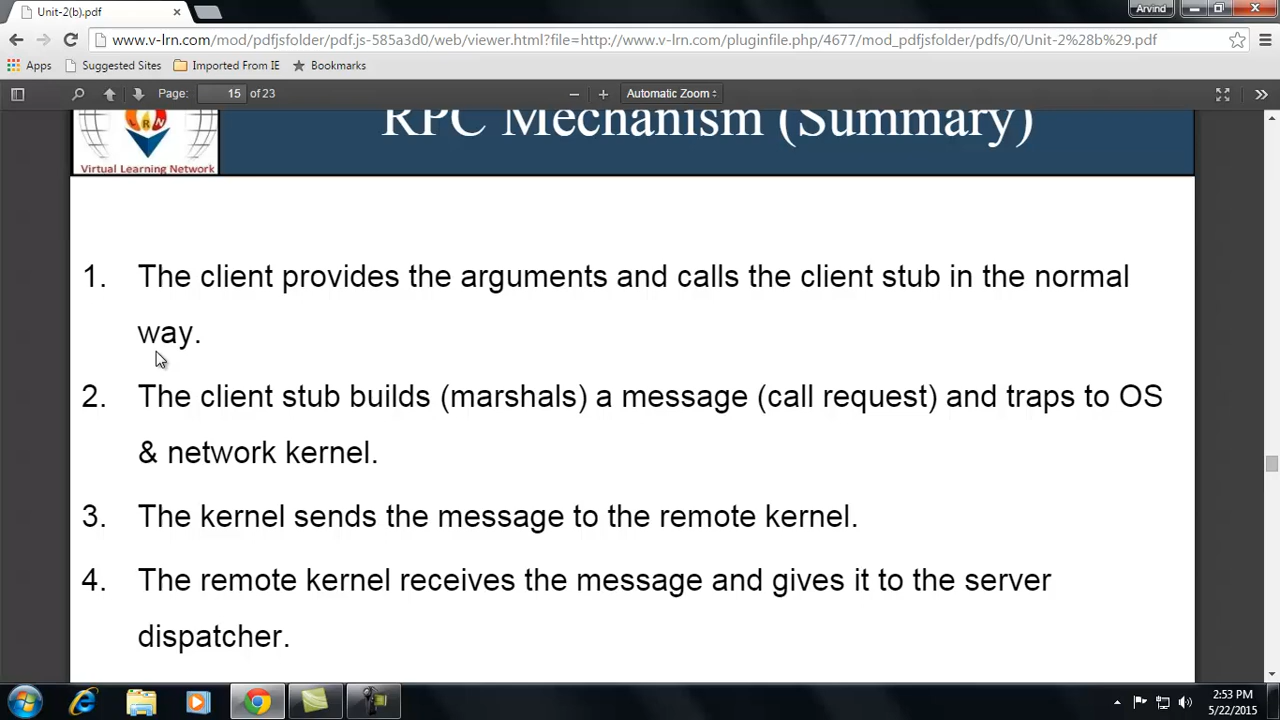 Unit-2(b).pdf
Arvind
www.v-lrn.com/mod/pdfjsfolder/pdf.js-585a3d0/web/viewer.html?file=http://www.v-lrn.com/pluginfile.php/4677/mod_pdfjsfolder/pdfs/0/Unit-2%28b%29.pdf
Apps Suggested Sites Imported From IE Bookmarks
Page: 15 of 23 Automatic Zoom
LRN
RPC Mechanism (Summary)
Virtual Learning Network
1. The client provides the arguments and calls the client stub in the normal
way.
2. The client stub builds (marshals) a message (call request) and traps to OS
& network kernel.
3. The kernel sends the message to the remote kernel.
4. The remote kernel receives the message and gives it to the server
dispatcher.
2:53 PM
5/22/2015